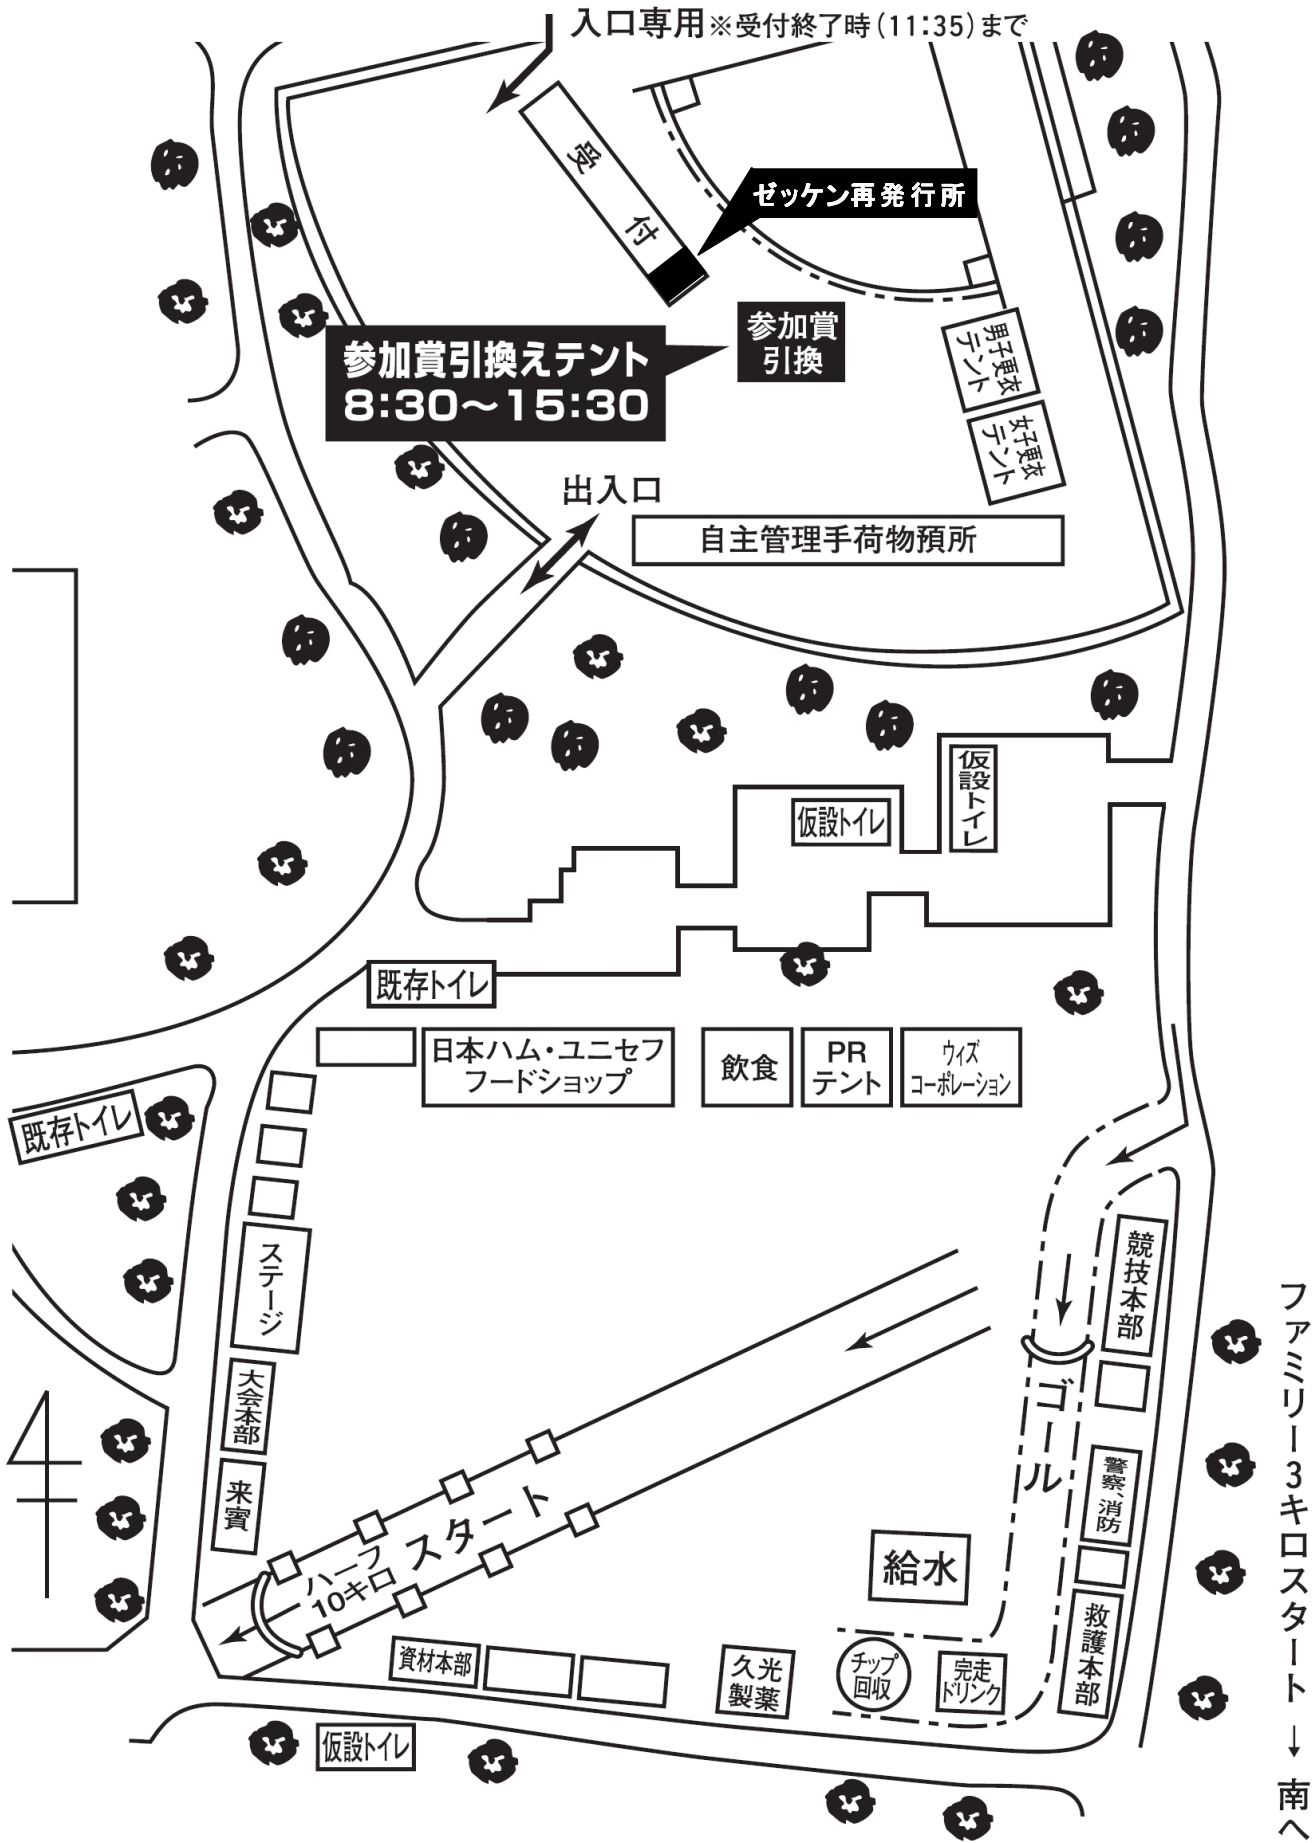 入口専用※受付終了時(11:35)まで
受付
ゼッケン再発行所
参加賞
引換
参加賞引換えテント
8:30～15:30
男子更衣
テント
女子更衣
テント
出入口
自主管理手荷物預所
仮設トイレ
仮設トイレ
既存トイレ
日本ハム・ユニセフ
フードショップ
飲食
PR
テント
ウィズ
コーポレーション
既存トイレ
ステージ
大会本部
来賓
競技本部
ゴール
警察、消防
救護本部
スタート
ハーフ
10キロ
給水
資材本部
久光
製薬
チップ
回収
完走
ドリンク
仮設トイレ
ファミリー3キロスタート→南へ